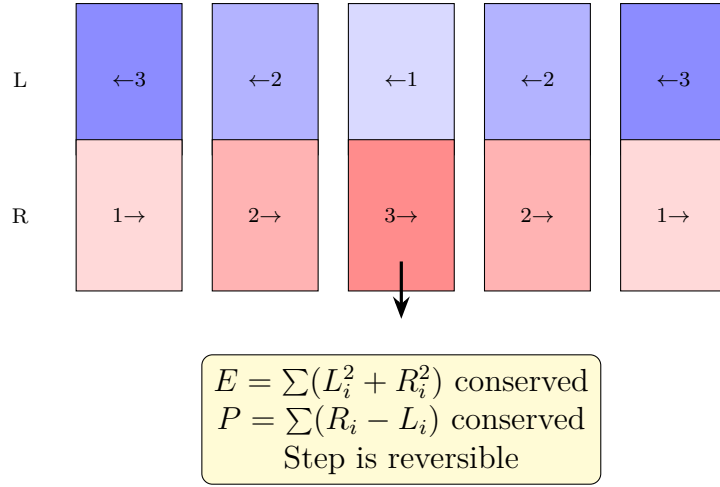 L ←3 ←2 ←1 ←2 ←3
R 1→ 2→ 3→ 2→ 1→
E = ∑(L_i^2 + R_i^2) conserved
P = ∑(R_i − L_i) conserved
Step is reversible